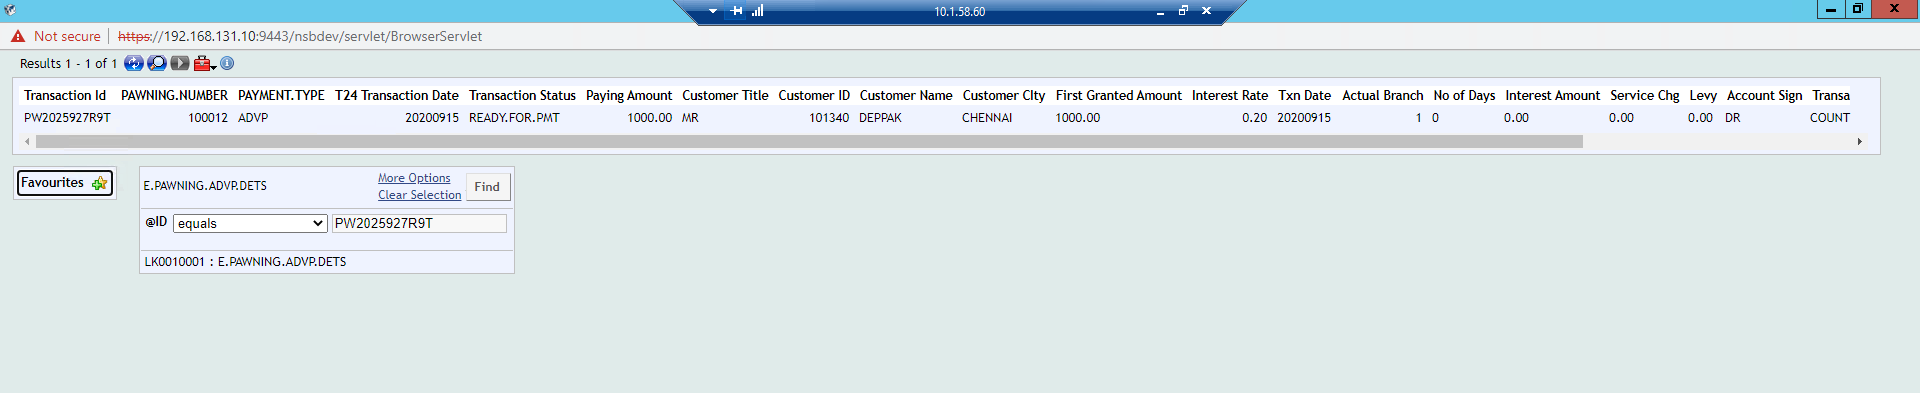 10.1.58.60
Not secure https://192.168.131.10:9443/nsbdev/servlet/BrowserServlet
Results 1 - 1 of 1
Transaction Id PAWNING.NUMBER PAYMENT.TYPE T24 Transaction Date Transaction Status Paying Amount Customer Title Customer ID Customer Name Customer CIty First Granted Amount Interest Rate Txn Date Actual Branch No of Days Interest Amount Service Chg Levy Account Sign Transa
PW2025927R9T 100012 ADVP 20200915 READY.FOR.PMT 1000.00 MR 101340 DEPPAK CHENNAI 1000.00 0.20 20200915 1 0 0.00 0.00 0.00 DR COUNT
Favourites
E.PAWNING.ADVP.DETS More Options Find
Clear Selection
@ID equals PW2025927R9T
LK0010001 : E.PAWNING.ADVP.DETS